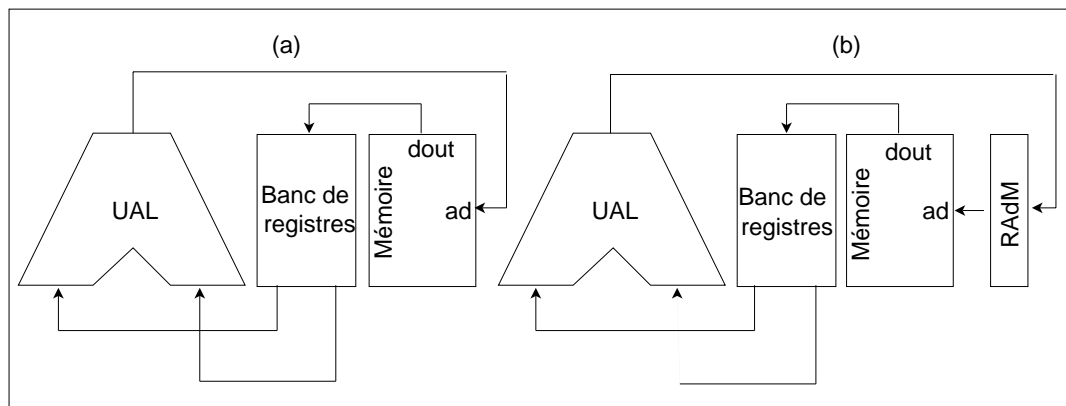 (a)
UAL
Banc de
registres
Mémoire
dout
ad
(b)
UAL
Banc de
registres
Mémoire
dout
ad
RAdM